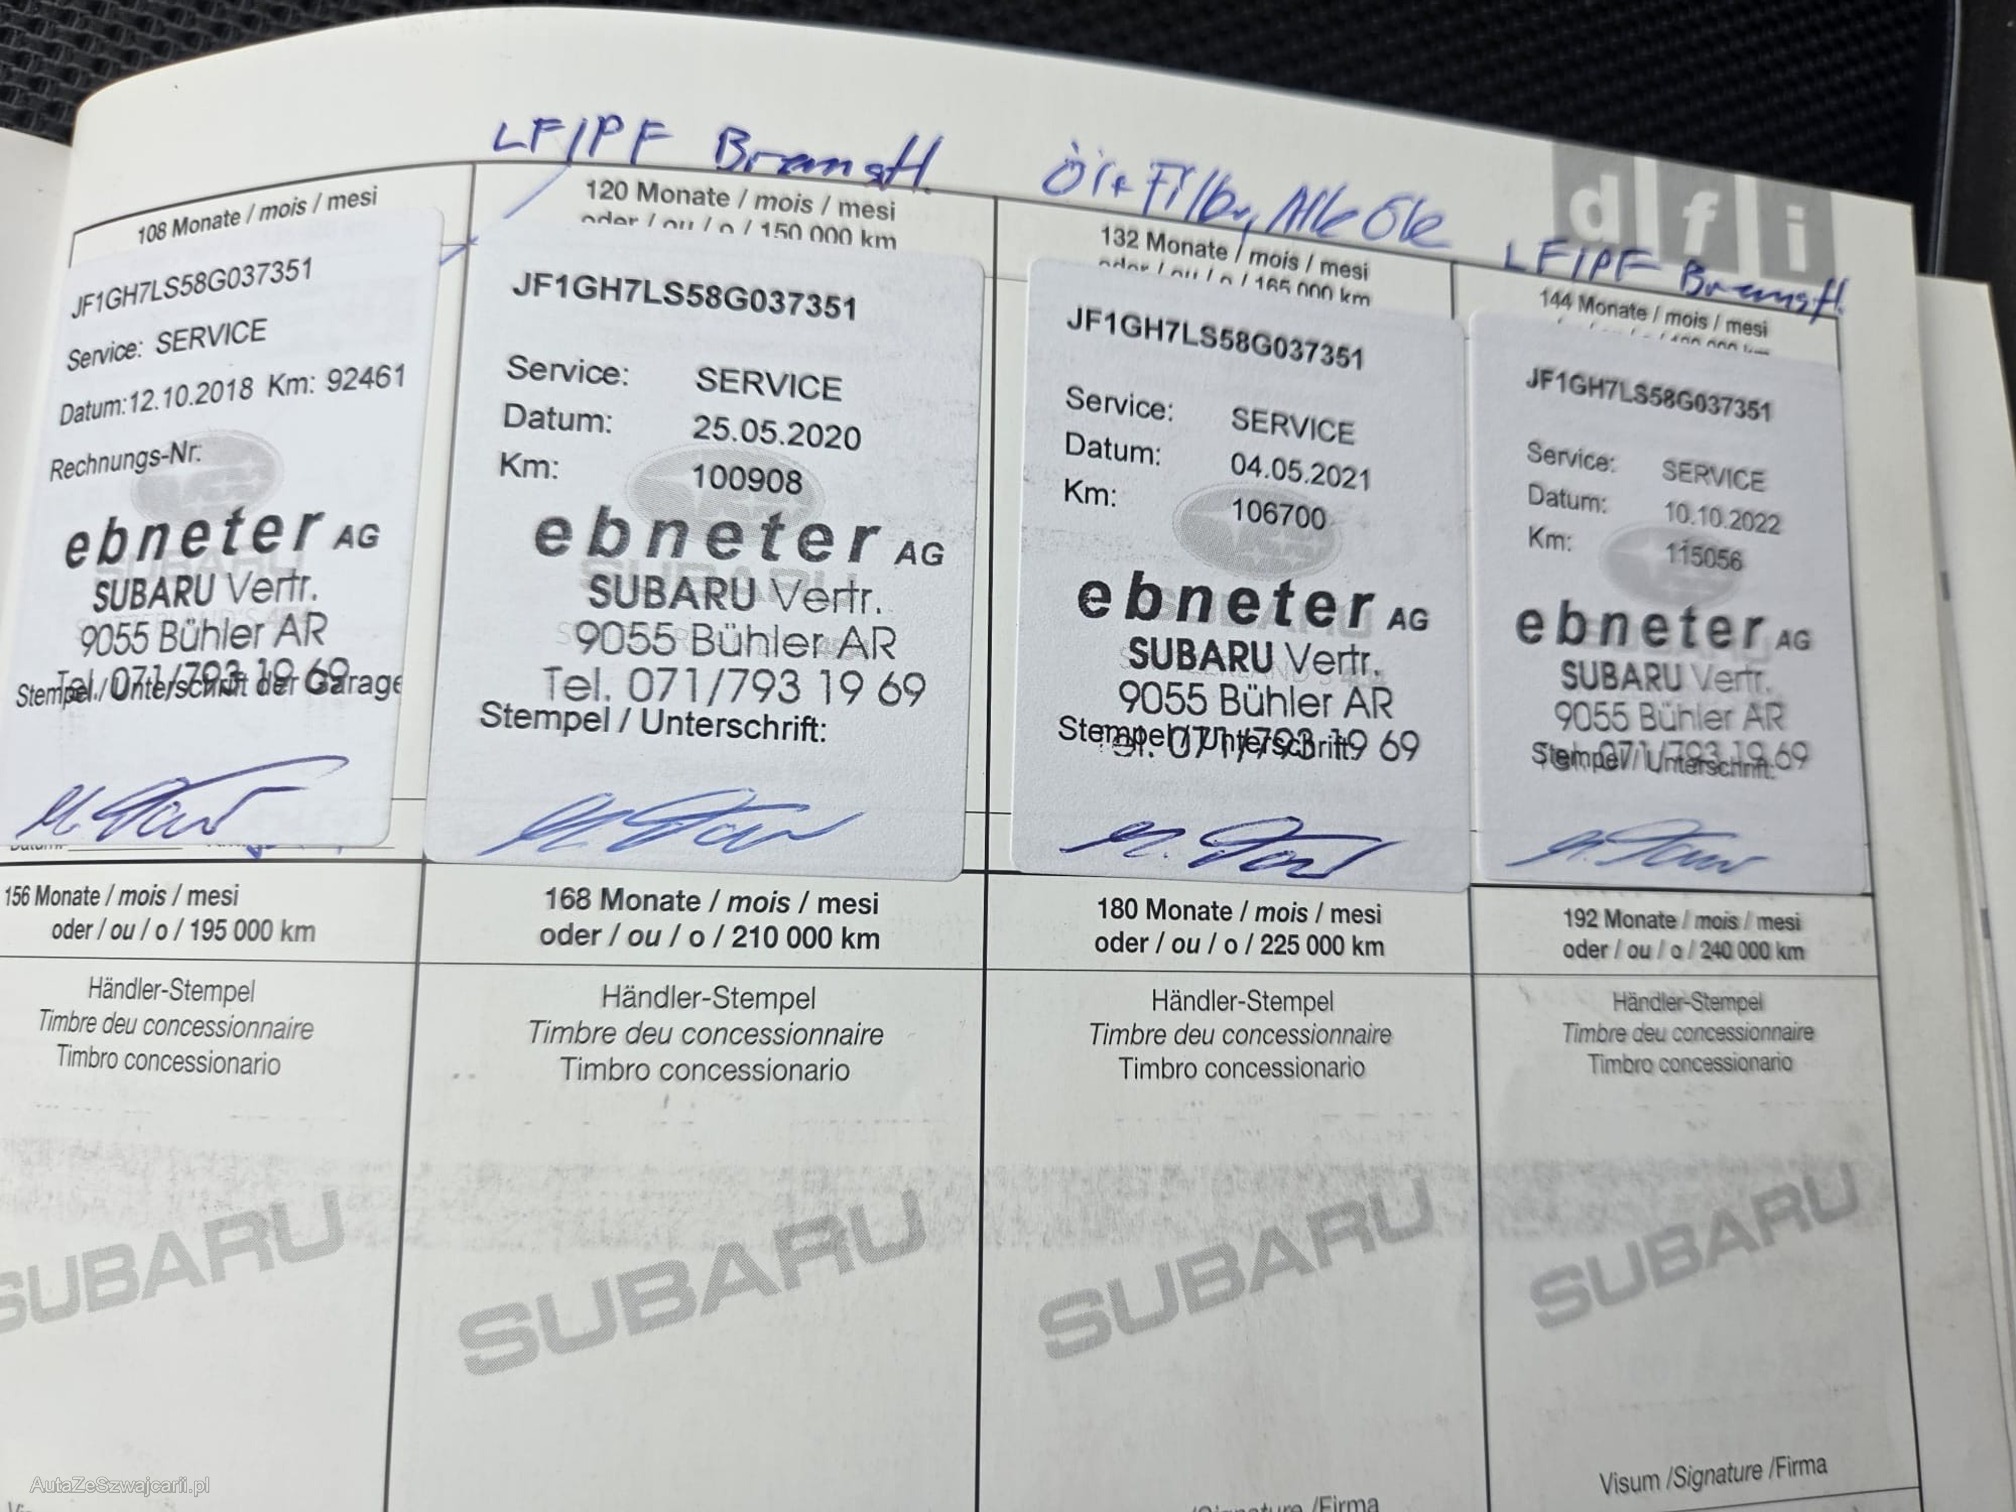 LF/PF Bremsfl.
Öl+Filter, Alle Öle
LF/PF Bremsfl.
dfi
108 Monate / mois / mesi
JF1GH7LS58G037351
Service: SERVICE
Datum:12.10.2018 Km: 92461
Rechnungs-Nr:
ebneter AG
SUBARU Vertr.
9055 Bühler AR
Tel. 071/793 19 69
Stempel / Unterschrift der Garage
120 Monate / mois / mesi
oder / ou / o / 150 000 km
JF1GH7LS58G037351
Service: SERVICE
Datum: 25.05.2020
Km: 100908
ebneter AG
SUBARU Vertr.
9055 Bühler AR
Tel. 071/793 19 69
Stempel / Unterschrift:
132 Monate / mois / mesi
oder / ou / o / 165 000 km
JF1GH7LS58G037351
Service: SERVICE
Datum: 04.05.2021
Km: 106700
ebneter AG
SUBARU Vertr.
9055 Bühler AR
Tel. 071/793 19 69
Stempel / Unterschrift:
144 Monate / mois / mesi
JF1GH7LS58G037351
Service: SERVICE
Datum: 10.10.2022
Km: 115056
ebneter AG
SUBARU Vertr.
9055 Bühler AR
Tel. 071/793 19 69
Stempel / Unterschrift:
156 Monate / mois / mesi
oder / ou / o / 195 000 km
Händler-Stempel
Timbre deu concessionnaire
Timbro concessionario
SUBARU
168 Monate / mois / mesi
oder / ou / o / 210 000 km
Händler-Stempel
Timbre deu concessionnaire
Timbro concessionario
SUBARU
180 Monate / mois / mesi
oder / ou / o / 225 000 km
Händler-Stempel
Timbre deu concessionnaire
Timbro concessionario
SUBARU
/Signature /Firma
192 Monate / mois / mesi
oder / ou / o / 240 000 km
Händler-Stempel
Timbre deu concessionnaire
Timbro concessionario
SUBARU
Visum /Signature /Firma
AutaZeSzwajcarii.pl